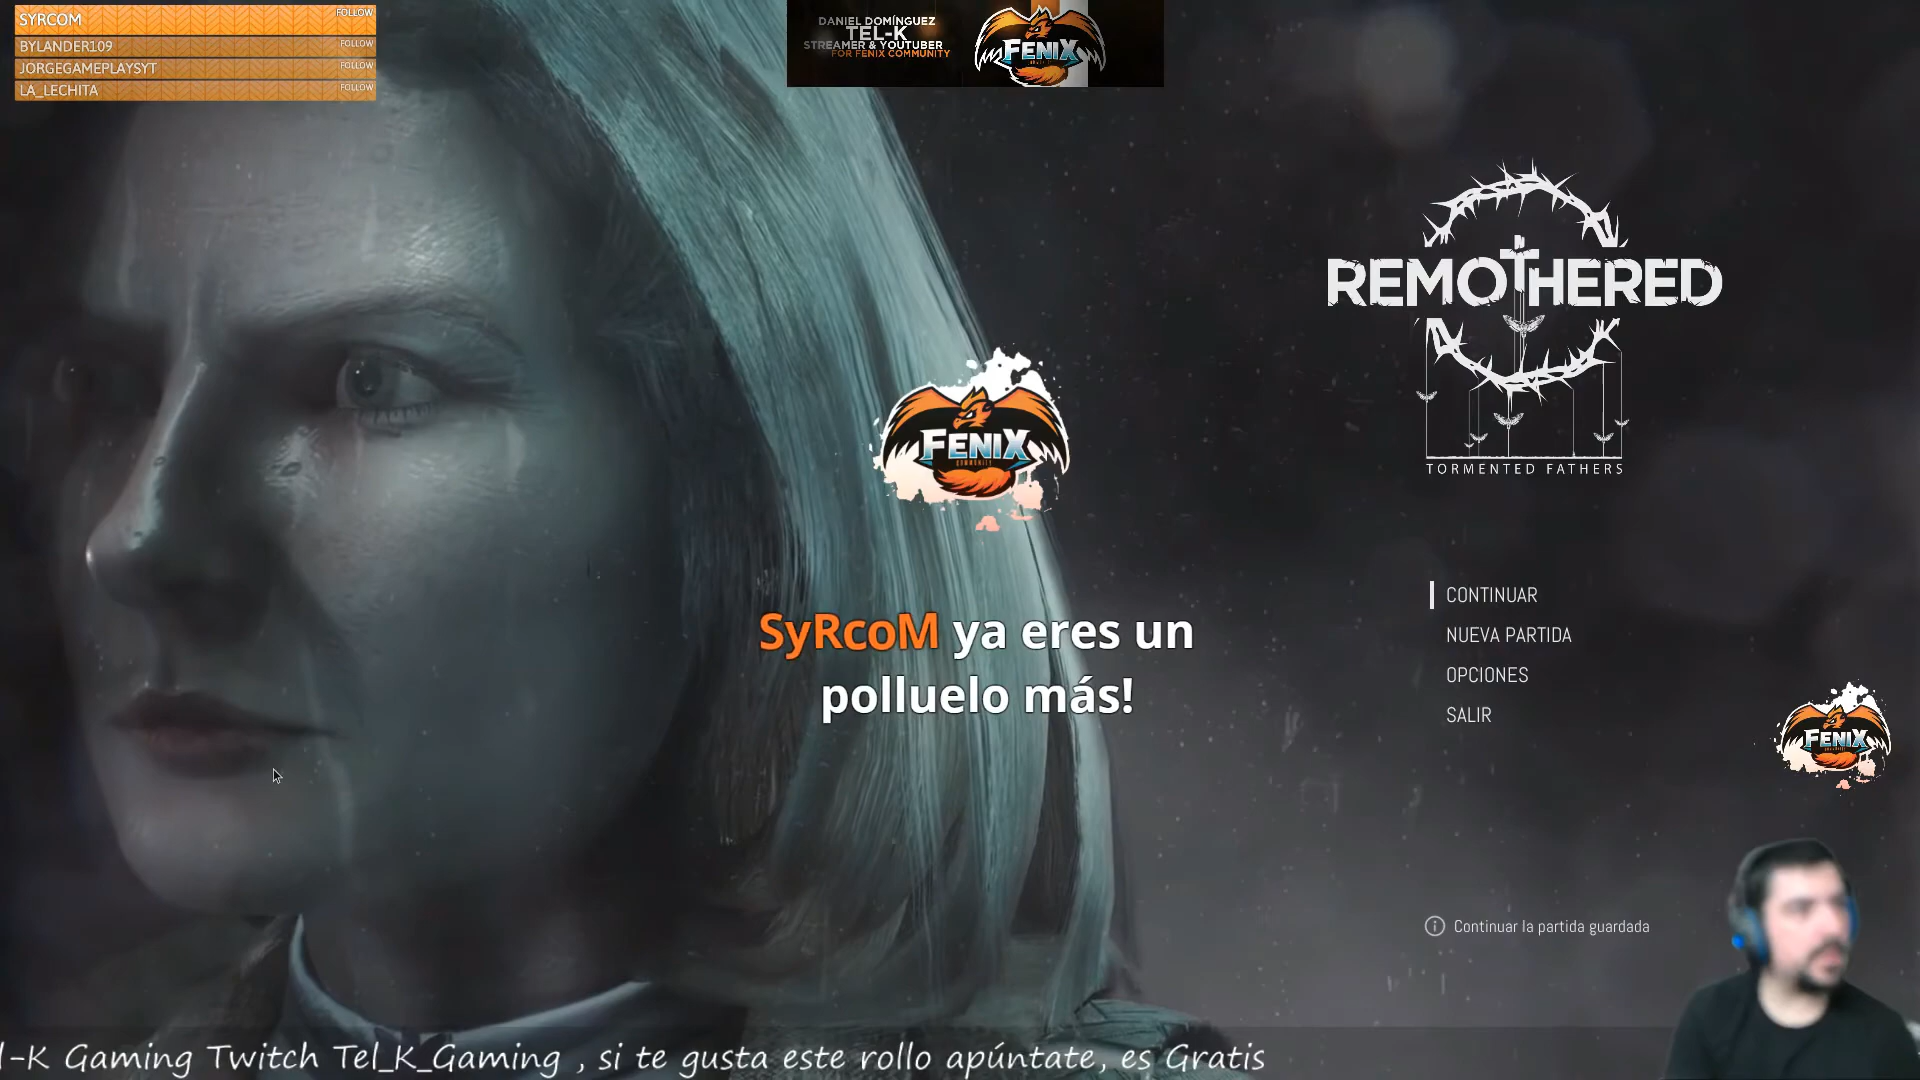 SYRCOM FOLLOW
BYLANDER109 FOLLOW
JORGEGAMEPLAYSYT FOLLOW
LA_LECHITA FOLLOW
DANIEL DOMÍNGUEZ
TEL-K
STREAMER & YOUTUBER
FOR FENIX COMMUNITY
FENIX
REMOTHERED
TORMENTED FATHERS
FENIX
COMMUNITY
SyRcoM ya eres un
polluelo más!
CONTINUAR
NUEVA PARTIDA
OPCIONES
SALIR
FENIX
Continuar la partida guardada
l-K Gaming Twitch Tel_K_Gaming , si te gusta este rollo apúntate, es Gratis